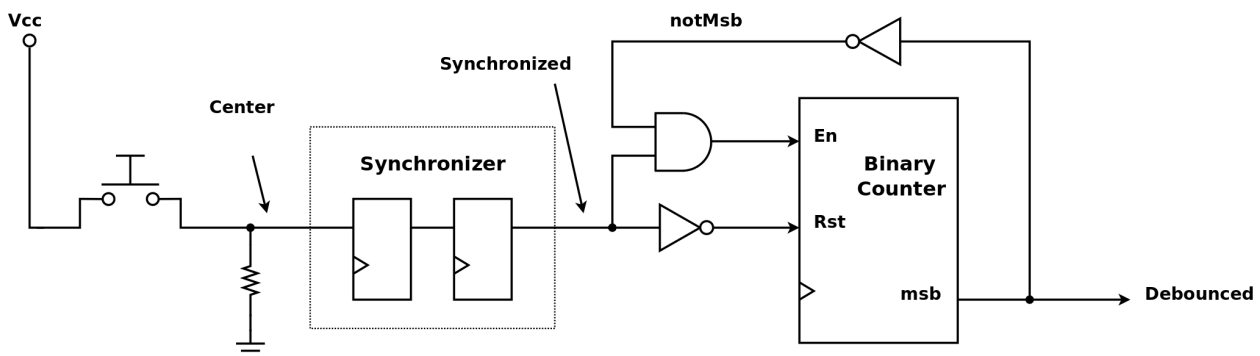 Vcc
notMsb
Synchronized
Center
Synchronizer
En
Binary
Counter
Rst
msb
Debounced